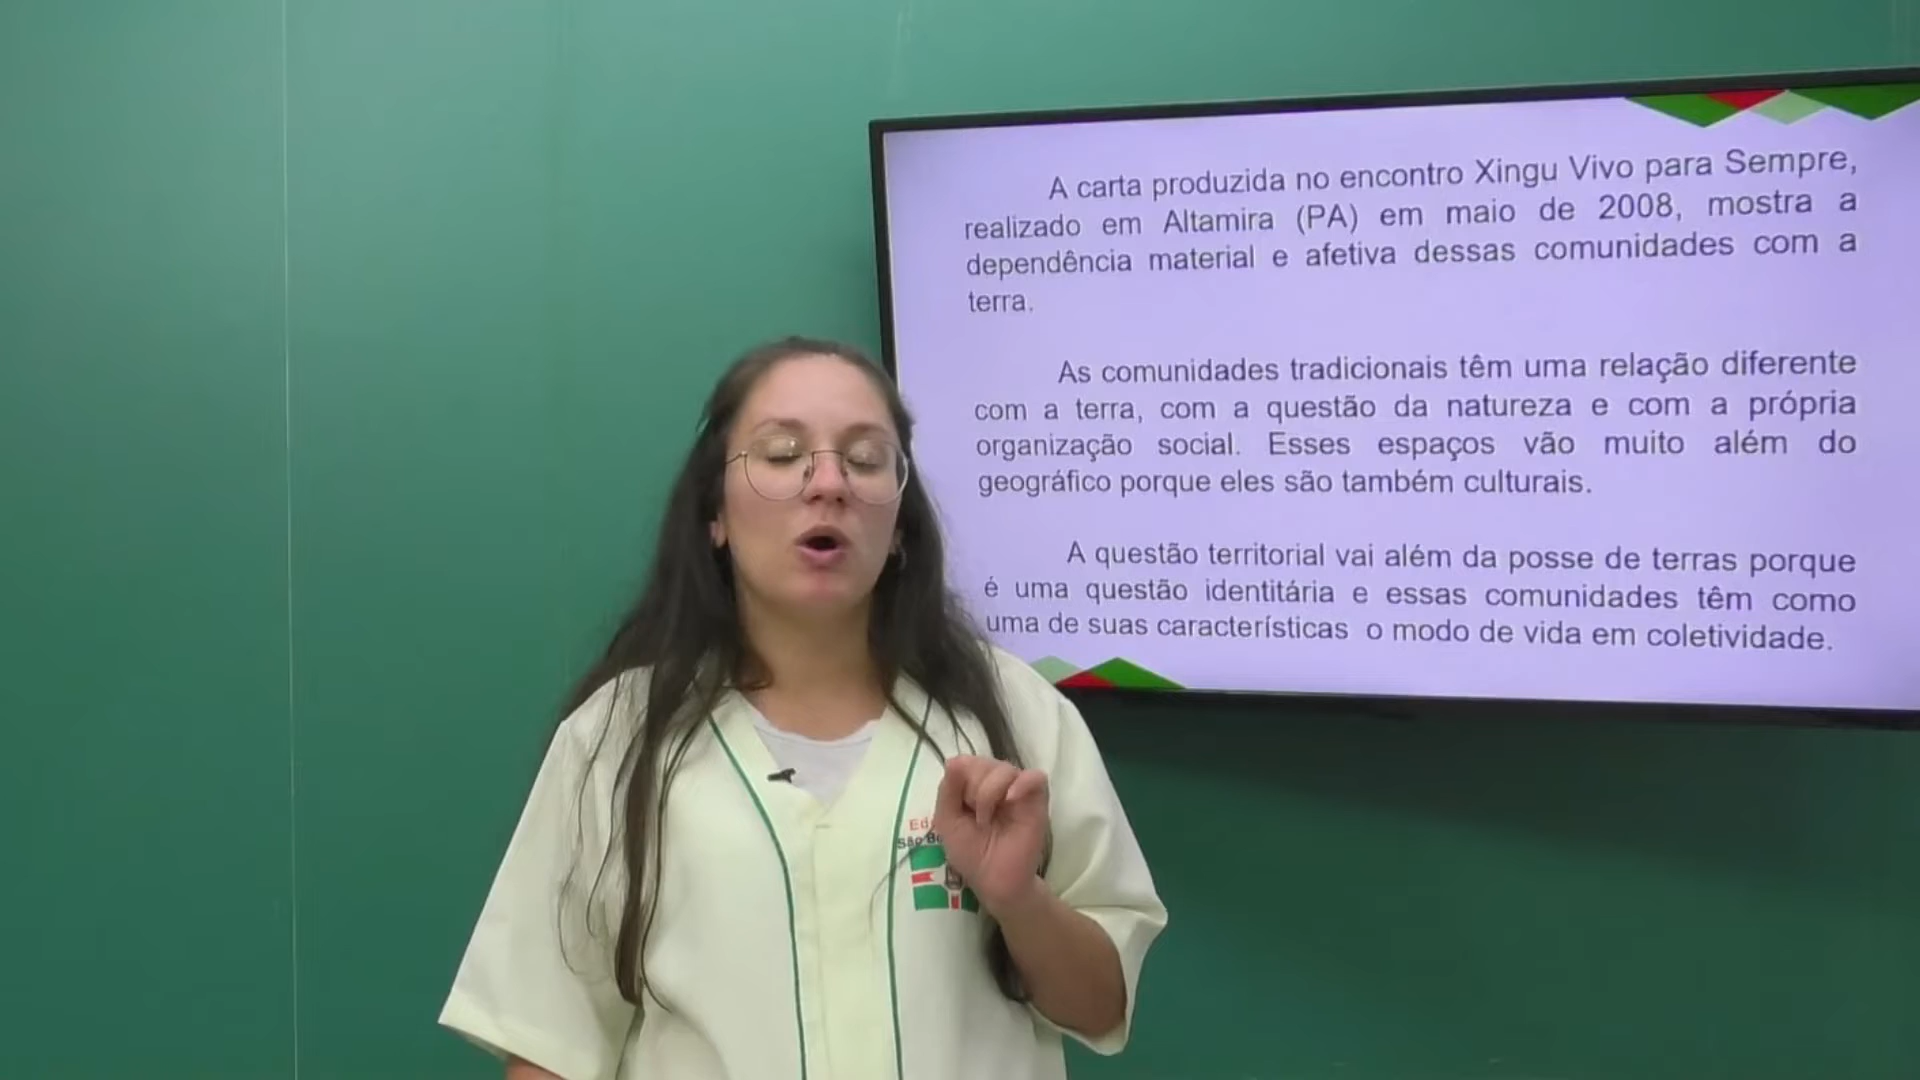 A carta produzida no encontro Xingu Vivo para Sempre,
realizado em Altamira (PA) em maio de 2008, mostra a
dependência material e afetiva dessas comunidades com a
terra.
As comunidades tradicionais têm uma relação diferente
com a terra, com a questão da natureza e com a própria
organização social. Esses espaços vão muito além do
geográfico porque eles são também culturais.
A questão territorial vai além da posse de terras porque
é uma questão identitária e essas comunidades têm como
uma de suas características o modo de vida em coletividade.
São